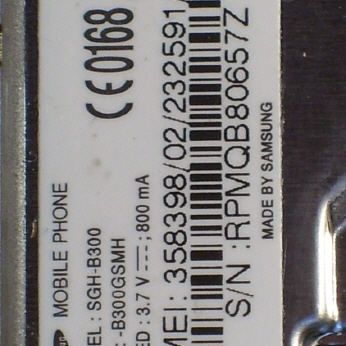 MOBILE PHONE
CE0168
EL : SGH-B300
: -B300GSMH
ED : 3.7 V ; 800 mA
MEI : 358398/02/232591/
S/N : RPMQB80657Z
MADE BY SAMSUNG